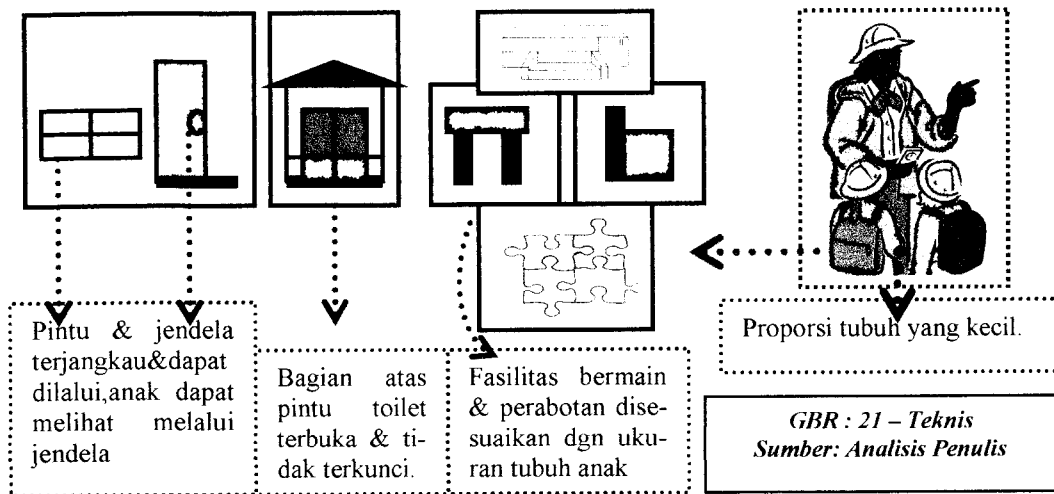 Pintu & jendela
terjangkau&dapat
dilalui,anak dapat
melihat melalui
jendela
Bagian atas
pintu toilet
terbuka & ti-
dak terkunci.
Fasilitas bermain
& perabotan dise-
suaikan dgn uku-
ran tubuh anak
Proporsi tubuh yang kecil.
GBR : 21 – Teknis
Sumber: Analisis Penulis